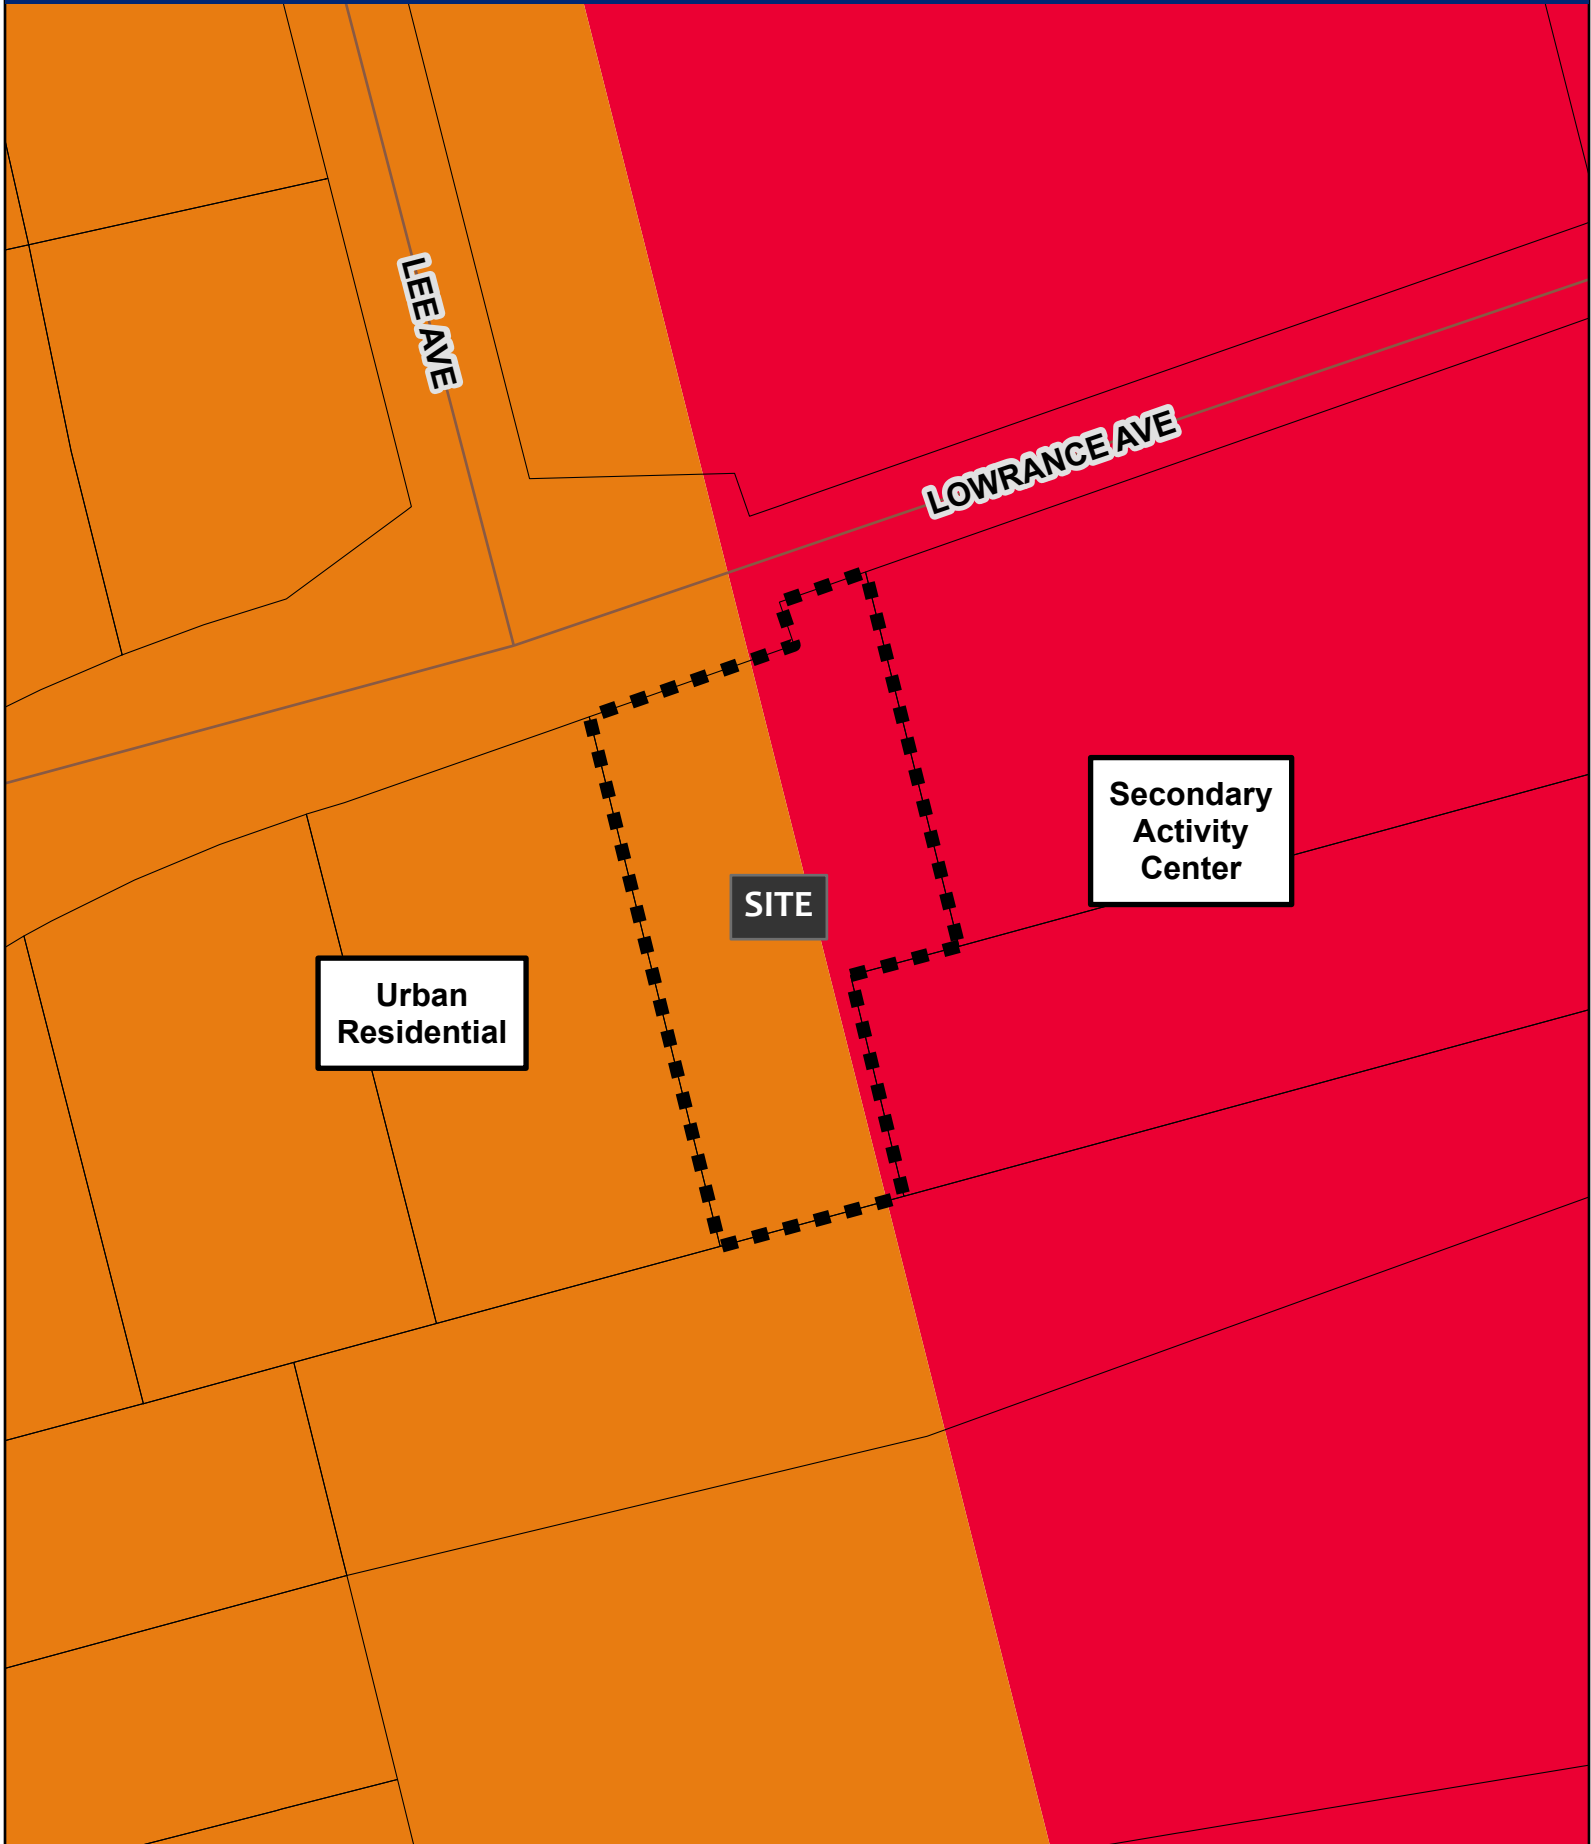 LEE AVE
LOWRANCE AVE
Secondary
Activity
Center
SITE
Urban
Residential